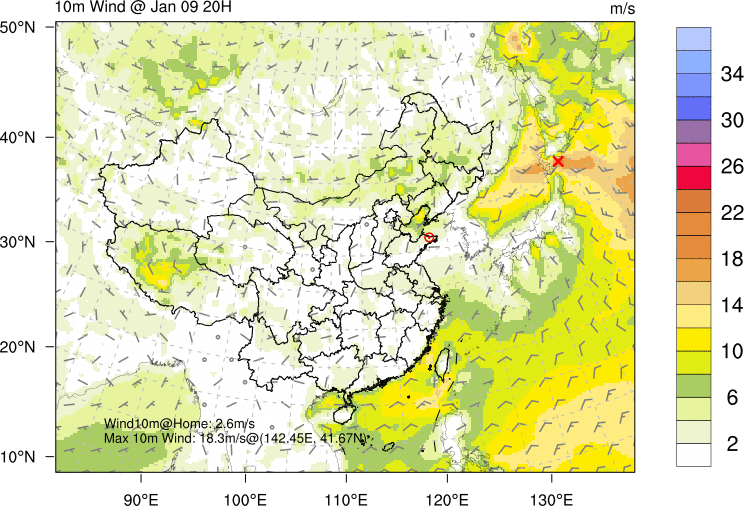 10m Wind @ Jan 09 20H
m/s
50°N
40°N
30°N
20°N
10°N
90°E
100°E
110°E
120°E
130°E
Wind10m@Home: 2.6m/s
Max 10m Wind: 18.3m/s@(142.45E, 41.67N)
34
30
26
22
18
14
10
6
2